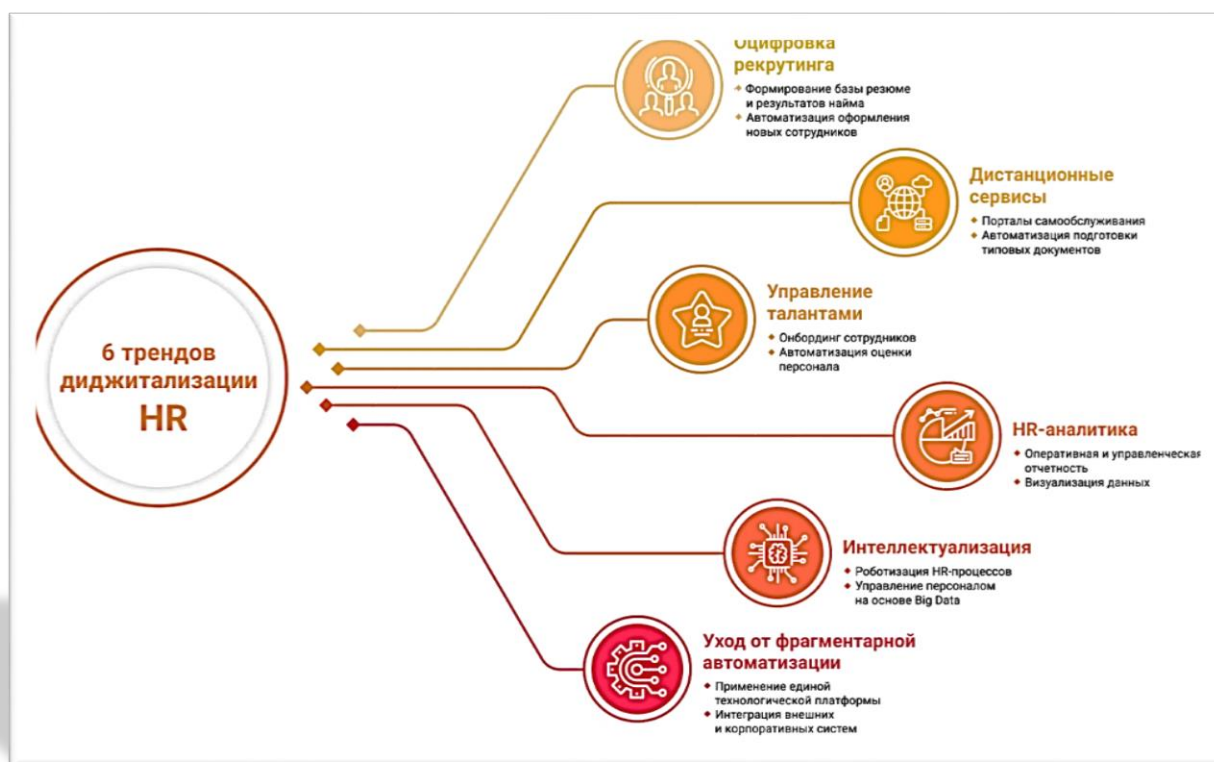 6 трендов
диджитализации
HR
Оцифровка
рекрутинга
Формирование базы резюме
и результатов найма
Автоматизация оформления
новых сотрудников
Дистанционные
сервисы
Порталы самообслуживания
Автоматизация подготовки
типовых документов
Управление
талантами
Онбординг сотрудников
Автоматизация оценки
персонала
HR-аналитика
Оперативная и управленческая
отчетность
Визуализация данных
Интеллектуализация
Роботизация HR-процессов
Управление персоналом
на основе Big Data
Уход от фрагментарной
автоматизации
Применение единой
технологической платформы
Интеграция внешних
и корпоративных систем